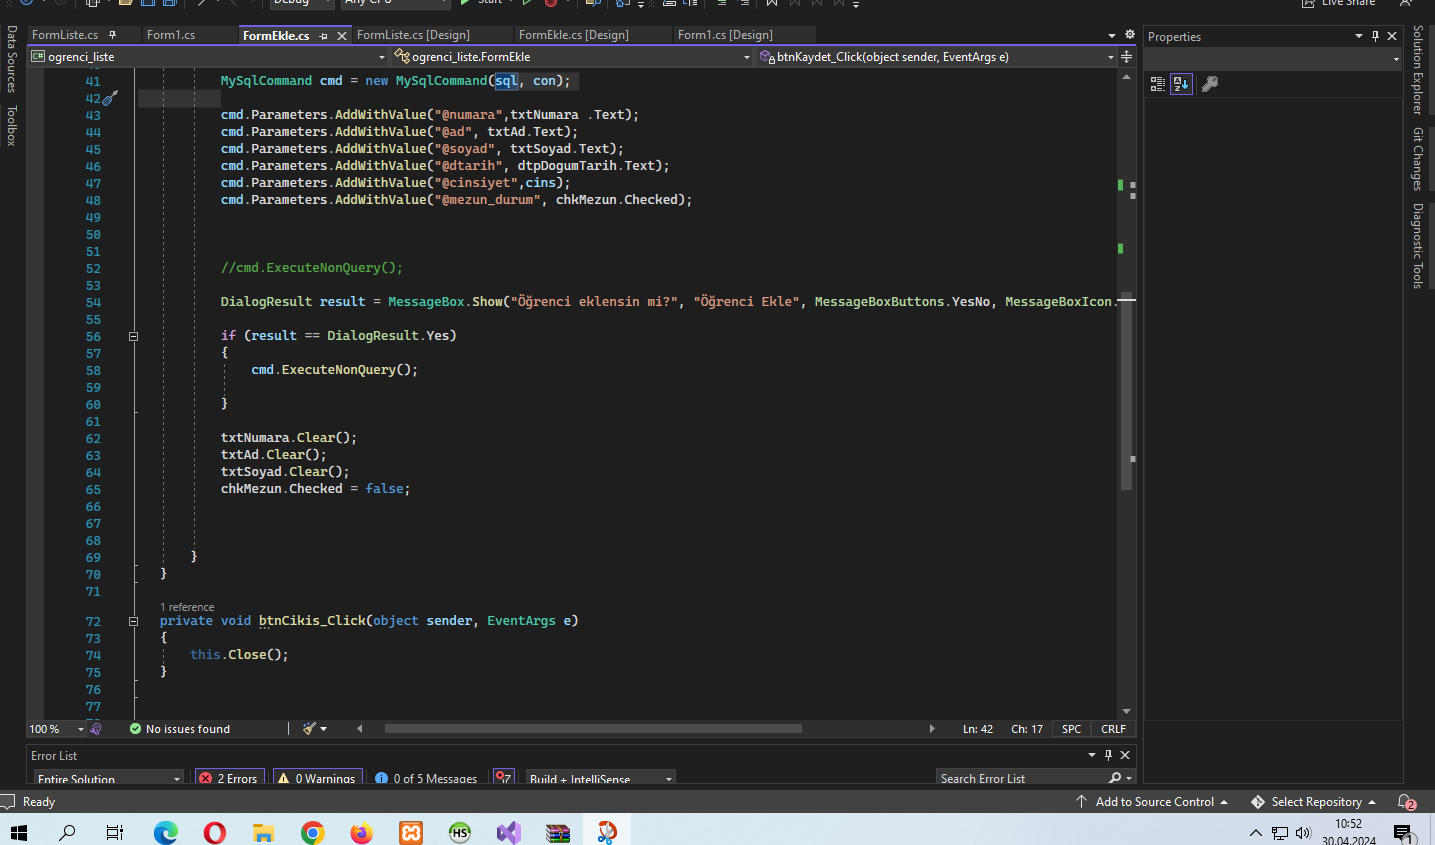 Debug Any CPU Start Live Share
FormListe.cs Form1.cs FormEkle.cs FormListe.cs [Design] FormEkle.cs [Design] Form1.cs [Design]
ogrenci_liste ogrenci_liste.FormEkle btnKaydet_Click(object sender, EventArgs e)
41 MySqlCommand cmd = new MySqlCommand(sql, con);
42
43 cmd.Parameters.AddWithValue("@numara",txtNumara .Text);
44 cmd.Parameters.AddWithValue("@ad", txtAd.Text);
45 cmd.Parameters.AddWithValue("@soyad", txtSoyad.Text);
46 cmd.Parameters.AddWithValue("@dtarih", dtpDogumTarih.Text);
47 cmd.Parameters.AddWithValue("@cinsiyet",cins);
48 cmd.Parameters.AddWithValue("@mezun_durum", chkMezun.Checked);
49
50
51
52 //cmd.ExecuteNonQuery();
53
54 DialogResult result = MessageBox.Show("Öğrenci eklensin mi?", "Öğrenci Ekle", MessageBoxButtons.YesNo, MessageBoxIcon.
55
56 if (result == DialogResult.Yes)
57 {
58 cmd.ExecuteNonQuery();
59
60 }
61
62 txtNumara.Clear();
63 txtAd.Clear();
64 txtSoyad.Clear();
65 chkMezun.Checked = false;
66
67
68
69 }
70 }
71
1 reference
72 private void btnCikis_Click(object sender, EventArgs e)
73 {
74 this.Close();
75 }
76
77
100 % No issues found Ln: 42 Ch: 17 SPC CRLF
Error List
Entire Solution 2 Errors 0 Warnings 0 of 5 Messages Build + IntelliSense Search Error List
Ready Add to Source Control Select Repository 2
Data Sources
Toolbox
Properties
Solution Explorer
Git Changes
Diagnostic Tools
HS
10:52
30.04.2024
1